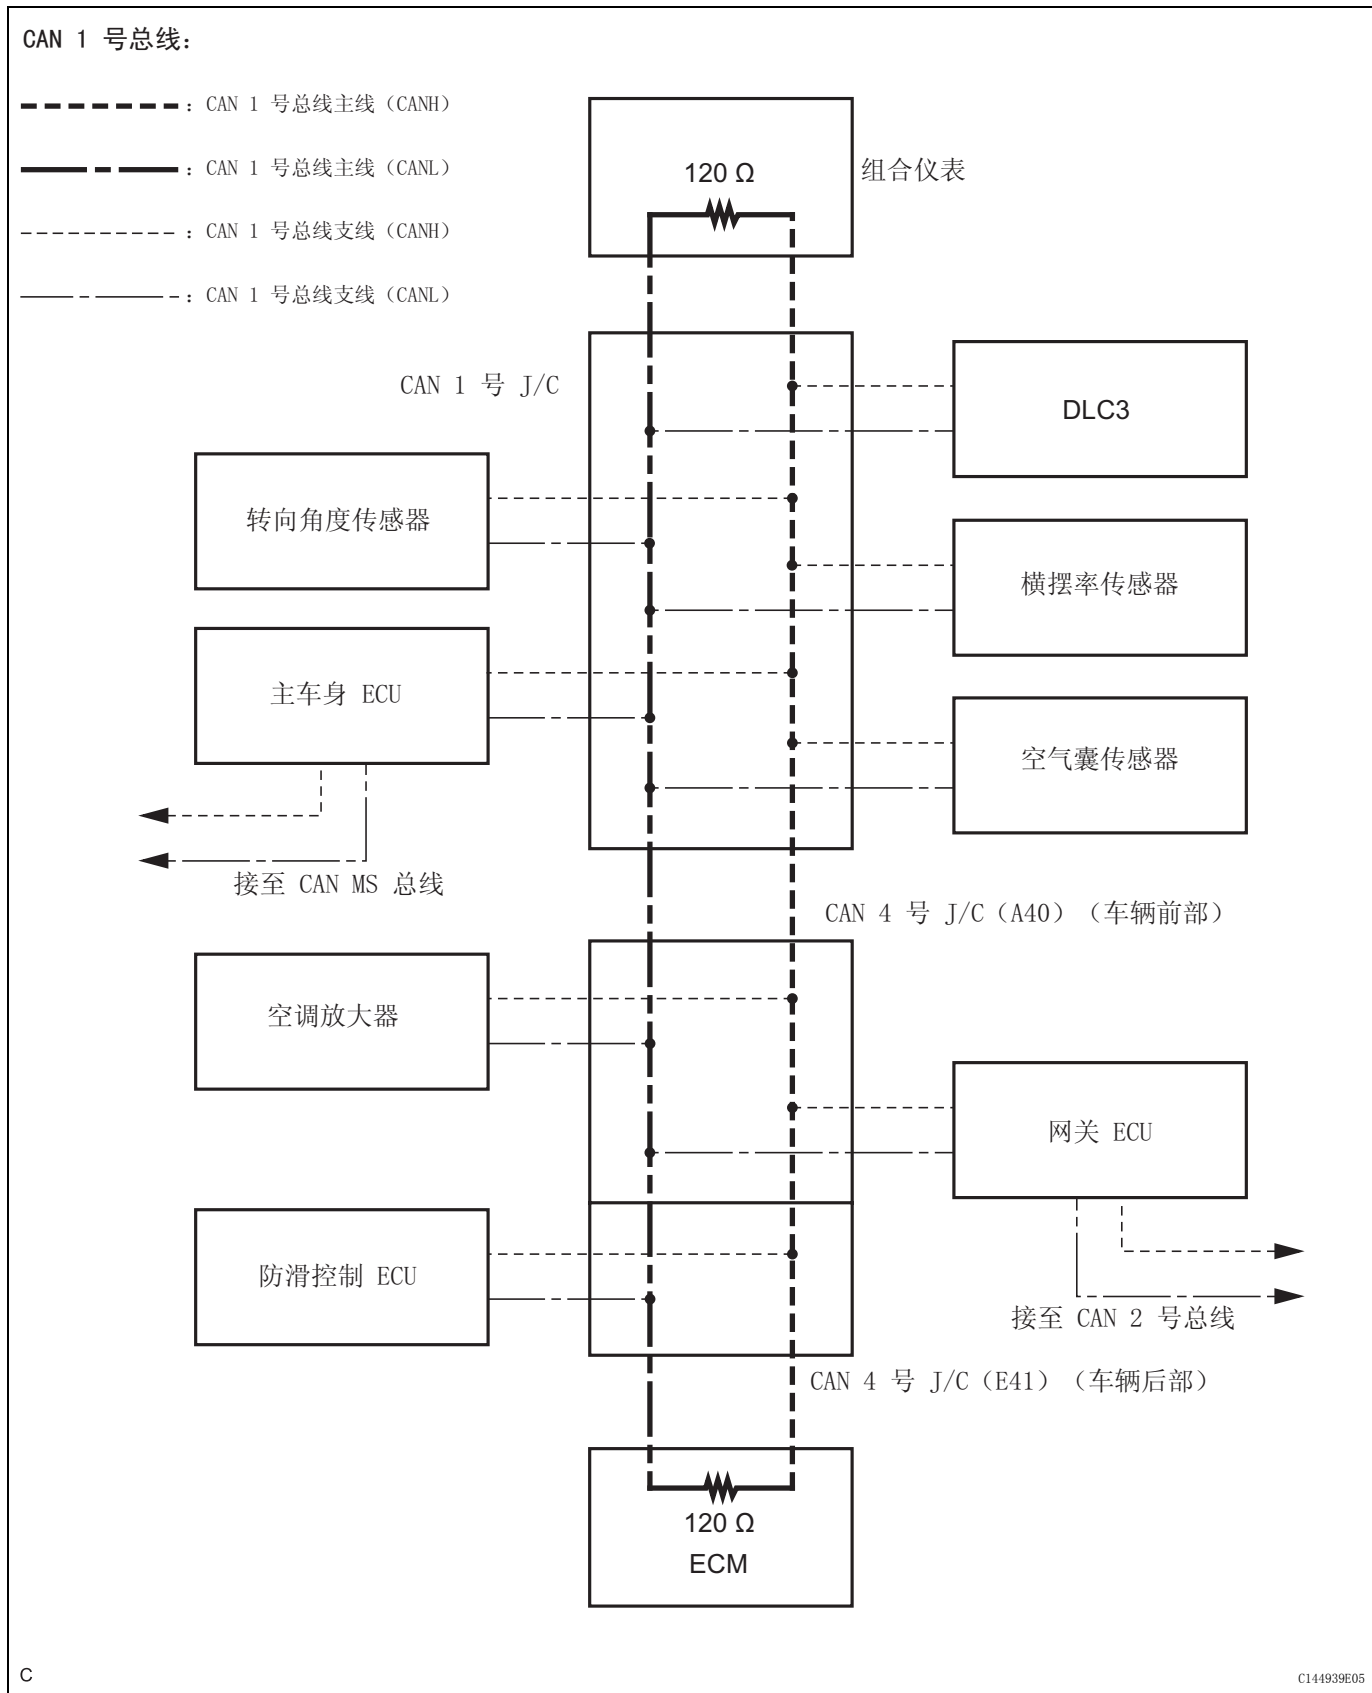 CAN 1 号总线：
：CAN 1 号总线主线（CANH）
：CAN 1 号总线主线（CANL）
：CAN 1 号总线支线（CANH）
：CAN 1 号总线支线（CANL）
120 Ω
组合仪表
CAN 1 号 J/C
DLC3
转向角度传感器
横摆率传感器
主车身 ECU
空气囊传感器
接至 CAN MS 总线
CAN 4 号 J/C（A40）（车辆前部）
空调放大器
网关 ECU
防滑控制 ECU
接至 CAN 2 号总线
CAN 4 号 J/C（E41）（车辆后部）
120 Ω
ECM
C
C144939E05